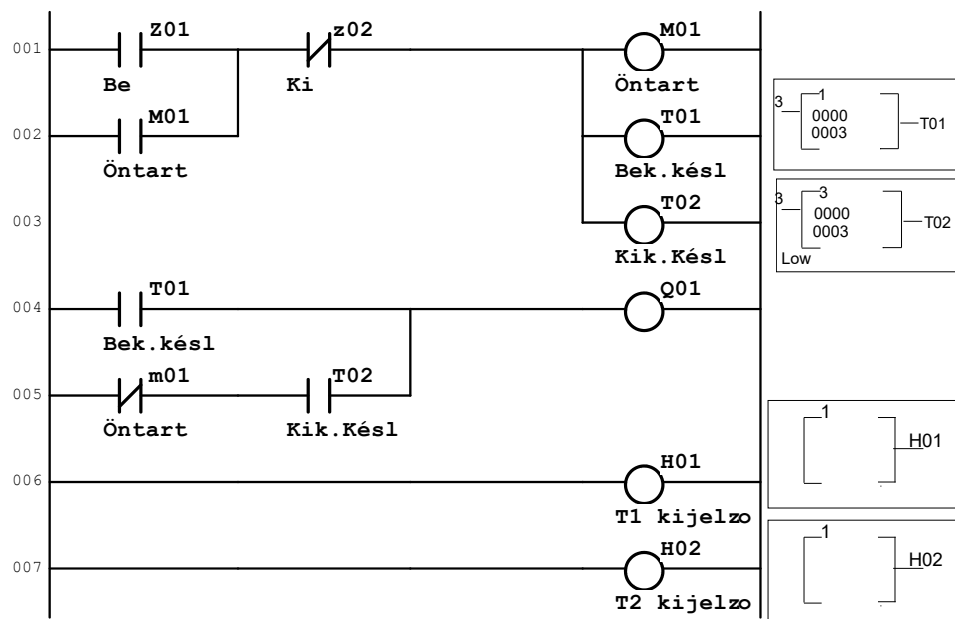 Z01 z02 M01
001
Be Ki Öntart
M01 T01
002
Öntart Bek.késl
T02
003
Kik.Késl
T01 Q01
004
Bek.késl
m01 T02
005
Öntart Kik.Késl
H01
006
T1 kijelzo
H02
007
T2 kijelzo
1
3
0000
0003
T01
3
3
0000
0003
T02
Low
1
H01
1
H02